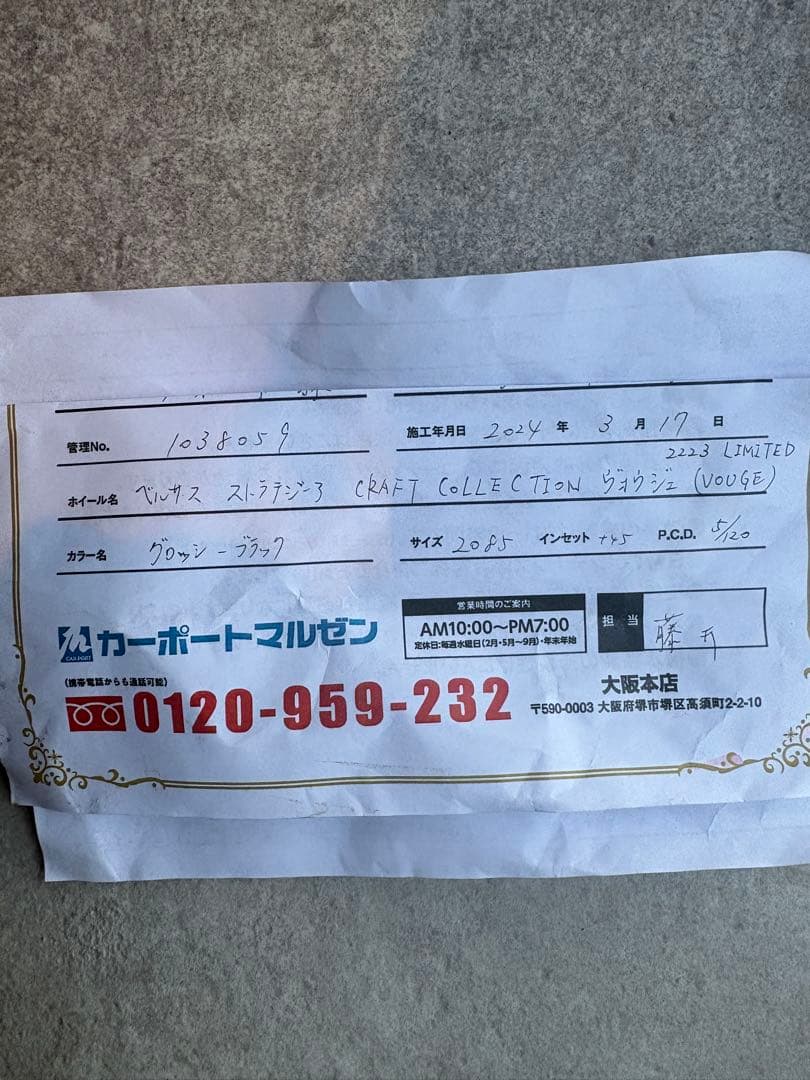 管理No. 1038059 施工年月日 2024 年 3 月 17 日
2223 LIMITED
ホイール名 ベルサス ストラテジーア CRAFT COLLECTION ヴォウジェ (VOUGE)
カラー名 グロッシーブラック サイズ 2085 インセット +45 P.C.D. 5/120
営業時間のご案内
AM10:00〜PM7:00
定休日:毎週水曜日(2月・5月〜9月)・年末年始
担当 藤井
カーポートマルゼン
CAR PORT
(携帯電話からも通話可能)
0120-959-232
大阪本店
〒590-0003 大阪府堺市堺区高須町2-2-10